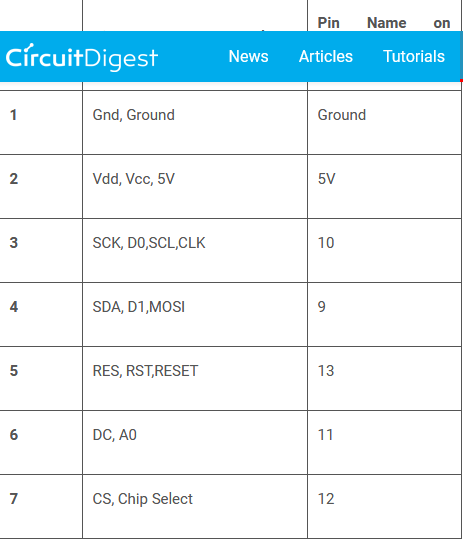 Pin Name on
CircuitDigest News Articles Tutorials
1 Gnd, Ground Ground
2 Vdd, Vcc, 5V 5V
3 SCK, D0,SCL,CLK 10
4 SDA, D1,MOSI 9
5 RES, RST,RESET 13
6 DC, A0 11
7 CS, Chip Select 12